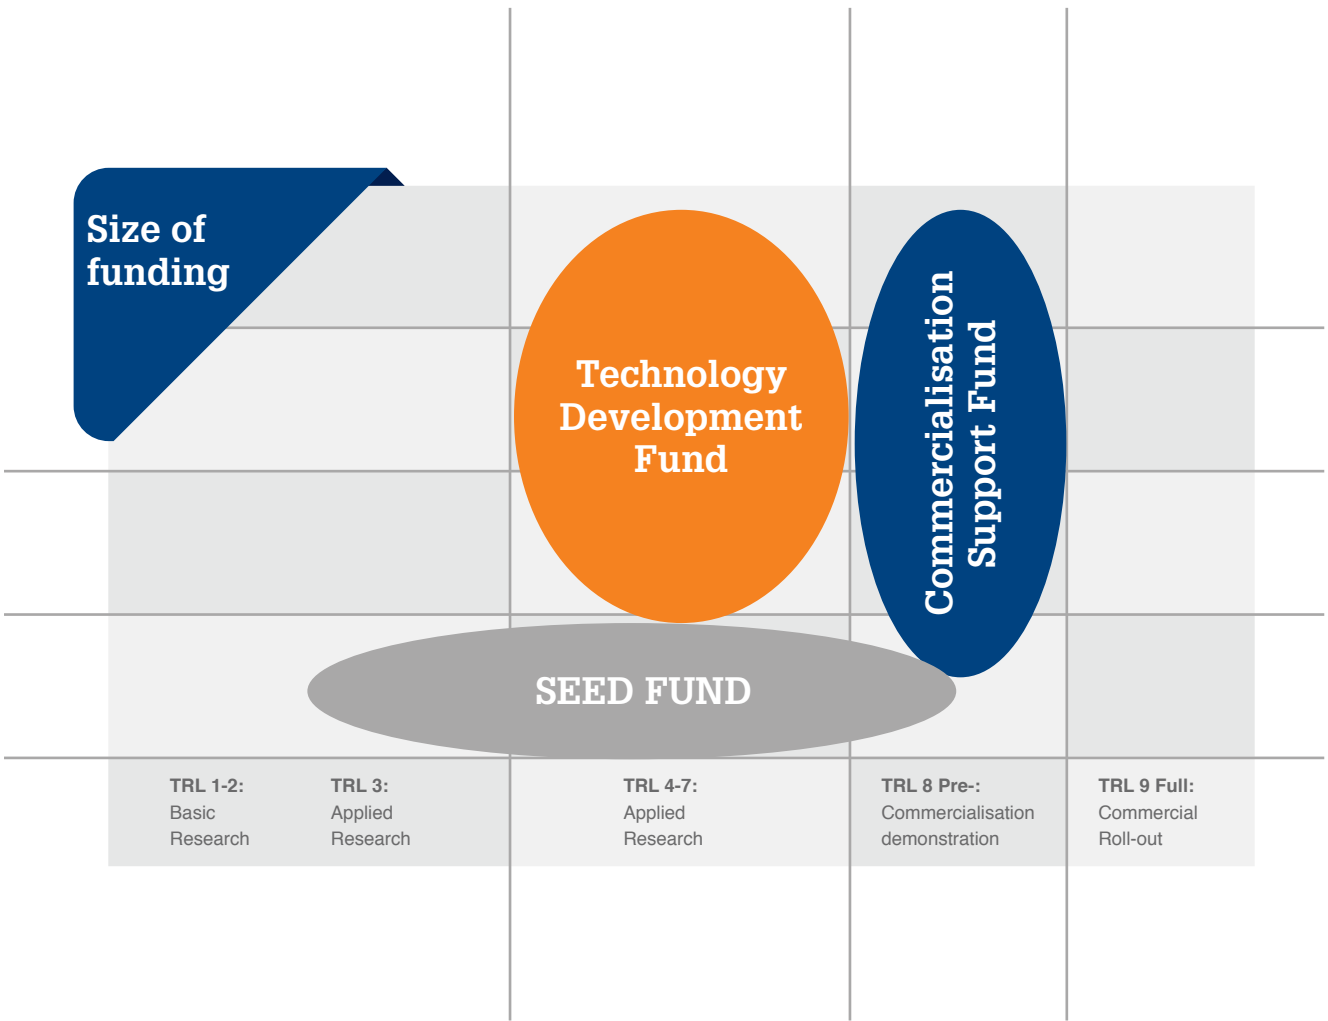 Size of
funding
Technology
Development
Fund
Commercialisation
Support Fund
SEED FUND
TRL 1-2:
Basic
Research
TRL 3:
Applied
Research
TRL 4-7:
Applied
Research
TRL 8 Pre-:
Commercialisation
demonstration
TRL 9 Full:
Commercial
Roll-out